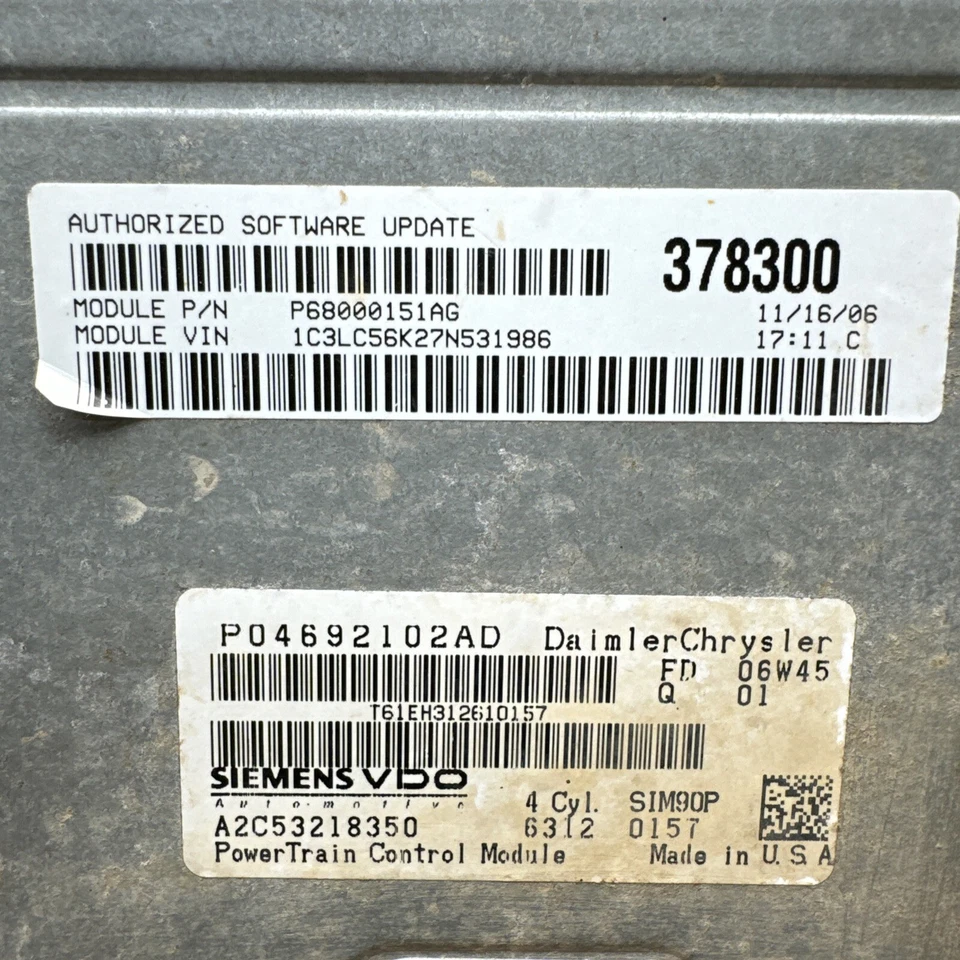 AUTHORIZED SOFTWARE UPDATE
378300
MODULE P/N P68000151AG 11/16/06
MODULE VIN 1C3LC56K27N531986 17:11 C
P04692102AD DaimlerChrysler
FD 06W45
Q 01
T61EH312610157
SIEMENS VDO
Automotive
4 Cyl. SIM90P
A2C53218350 6312 0157
PowerTrain Control Module Made in U.S.A